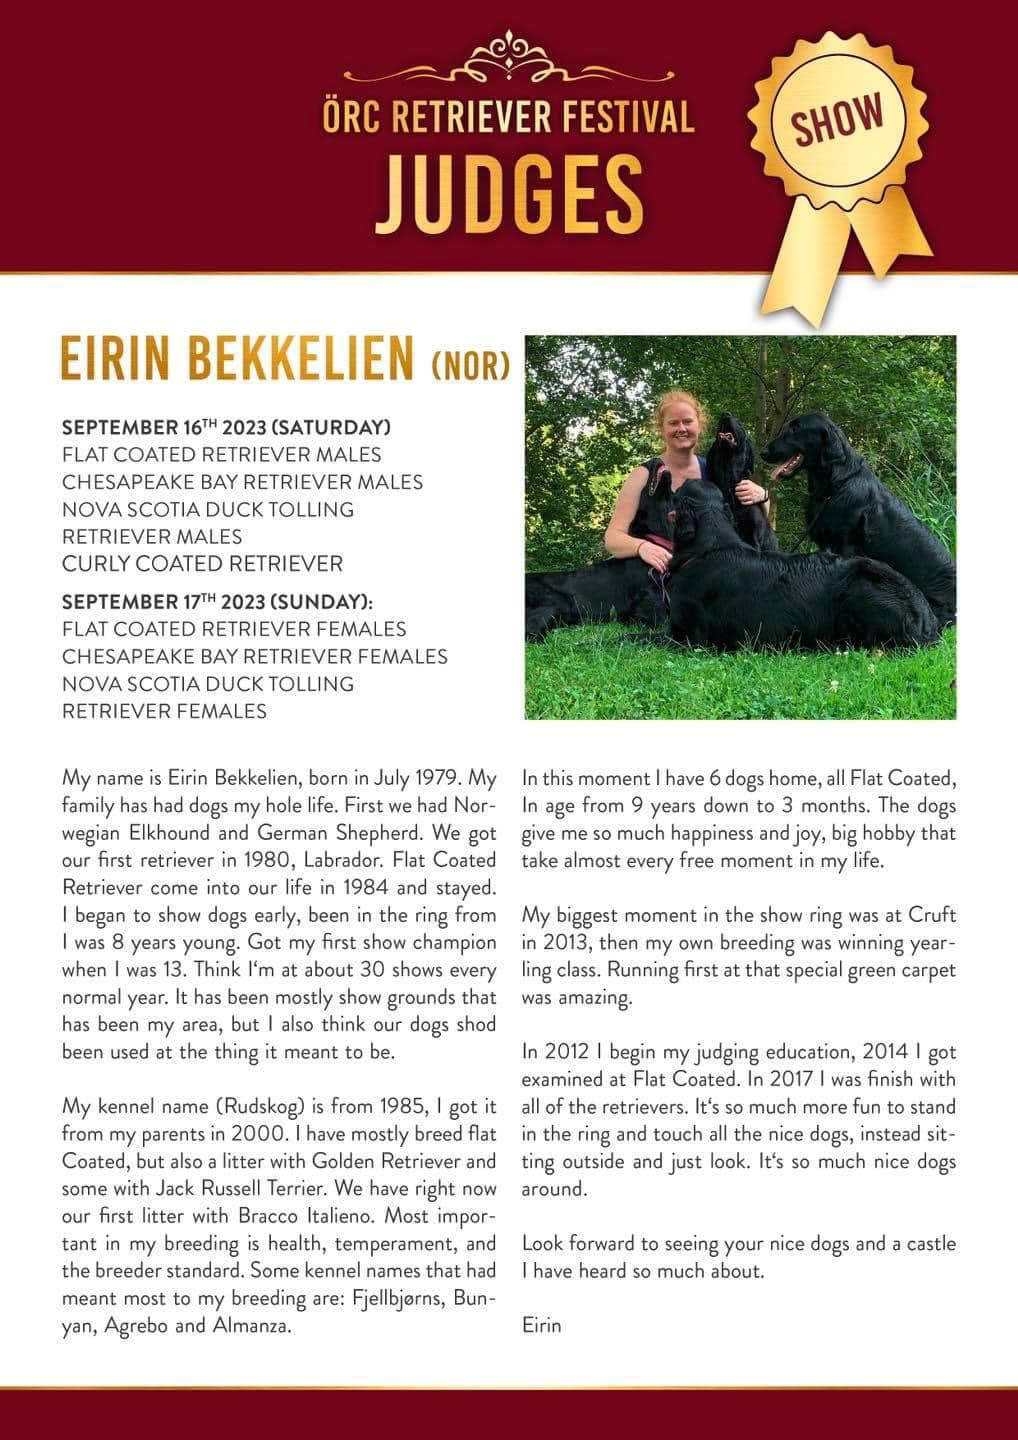 ÖRC RETRIEVER FESTIVAL
JUDGES
SHOW
EIRIN BEKKELIEN (NOR)
SEPTEMBER 16TH 2023 (SATURDAY)
FLAT COATED RETRIEVER MALES
CHESAPEAKE BAY RETRIEVER MALES
NOVA SCOTIA DUCK TOLLING
RETRIEVER MALES
CURLY COATED RETRIEVER
SEPTEMBER 17TH 2023 (SUNDAY):
FLAT COATED RETRIEVER FEMALES
CHESAPEAKE BAY RETRIEVER FEMALES
NOVA SCOTIA DUCK TOLLING
RETRIEVER FEMALES
My name is Eirin Bekkelien, born in July 1979. My
family has had dogs my hole life. First we had Nor-
wegian Elkhound and German Shepherd. We got
our first retriever in 1980, Labrador. Flat Coated
Retriever come into our life in 1984 and stayed.
I began to show dogs early, been in the ring from
I was 8 years young. Got my first show champion
when I was 13. Think I‘m at about 30 shows every
normal year. It has been mostly show grounds that
has been my area, but I also think our dogs shod
been used at the thing it meant to be.
My kennel name (Rudskog) is from 1985, I got it
from my parents in 2000. I have mostly breed flat
Coated, but also a litter with Golden Retriever and
some with Jack Russell Terrier. We have right now
our first litter with Bracco Italieno. Most impor-
tant in my breeding is health, temperament, and
the breeder standard. Some kennel names that had
meant most to my breeding are: Fjellbjørns, Bun-
yan, Agrebo and Almanza.
In this moment I have 6 dogs home, all Flat Coated,
In age from 9 years down to 3 months. The dogs
give me so much happiness and joy, big hobby that
take almost every free moment in my life.
My biggest moment in the show ring was at Cruft
in 2013, then my own breeding was winning year-
ling class. Running first at that special green carpet
was amazing.
In 2012 I begin my judging education, 2014 I got
examined at Flat Coated. In 2017 I was finish with
all of the retrievers. It‘s so much more fun to stand
in the ring and touch all the nice dogs, instead sit-
ting outside and just look. It‘s so much nice dogs
around.
Look forward to seeing your nice dogs and a castle
I have heard so much about.
Eirin